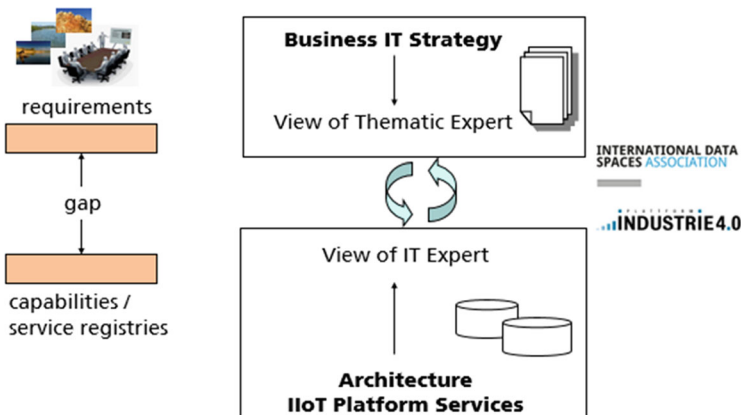 requirements
gap
capabilities /
service registries
Business IT Strategy
View of Thematic Expert
View of IT Expert
Architecture
IIoT Platform Services
INTERNATIONAL DATA
SPACES ASSOCIATION
PLATTFORM
INDUSTRIE4.0